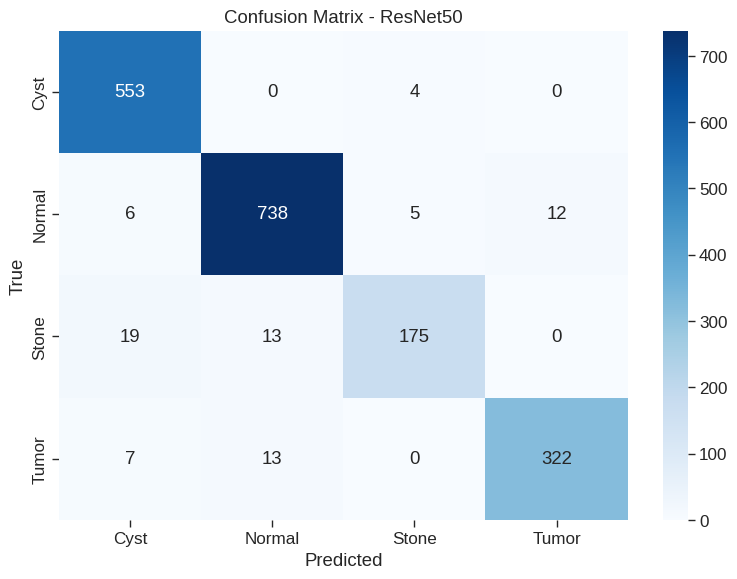 Confusion Matrix - ResNet50
True
Cyst
553
0
4
0
Normal
6
738
5
12
Stone
19
13
175
0
Tumor
7
13
0
322
Cyst
Normal
Stone
Tumor
Predicted
700
600
500
400
300
200
100
0